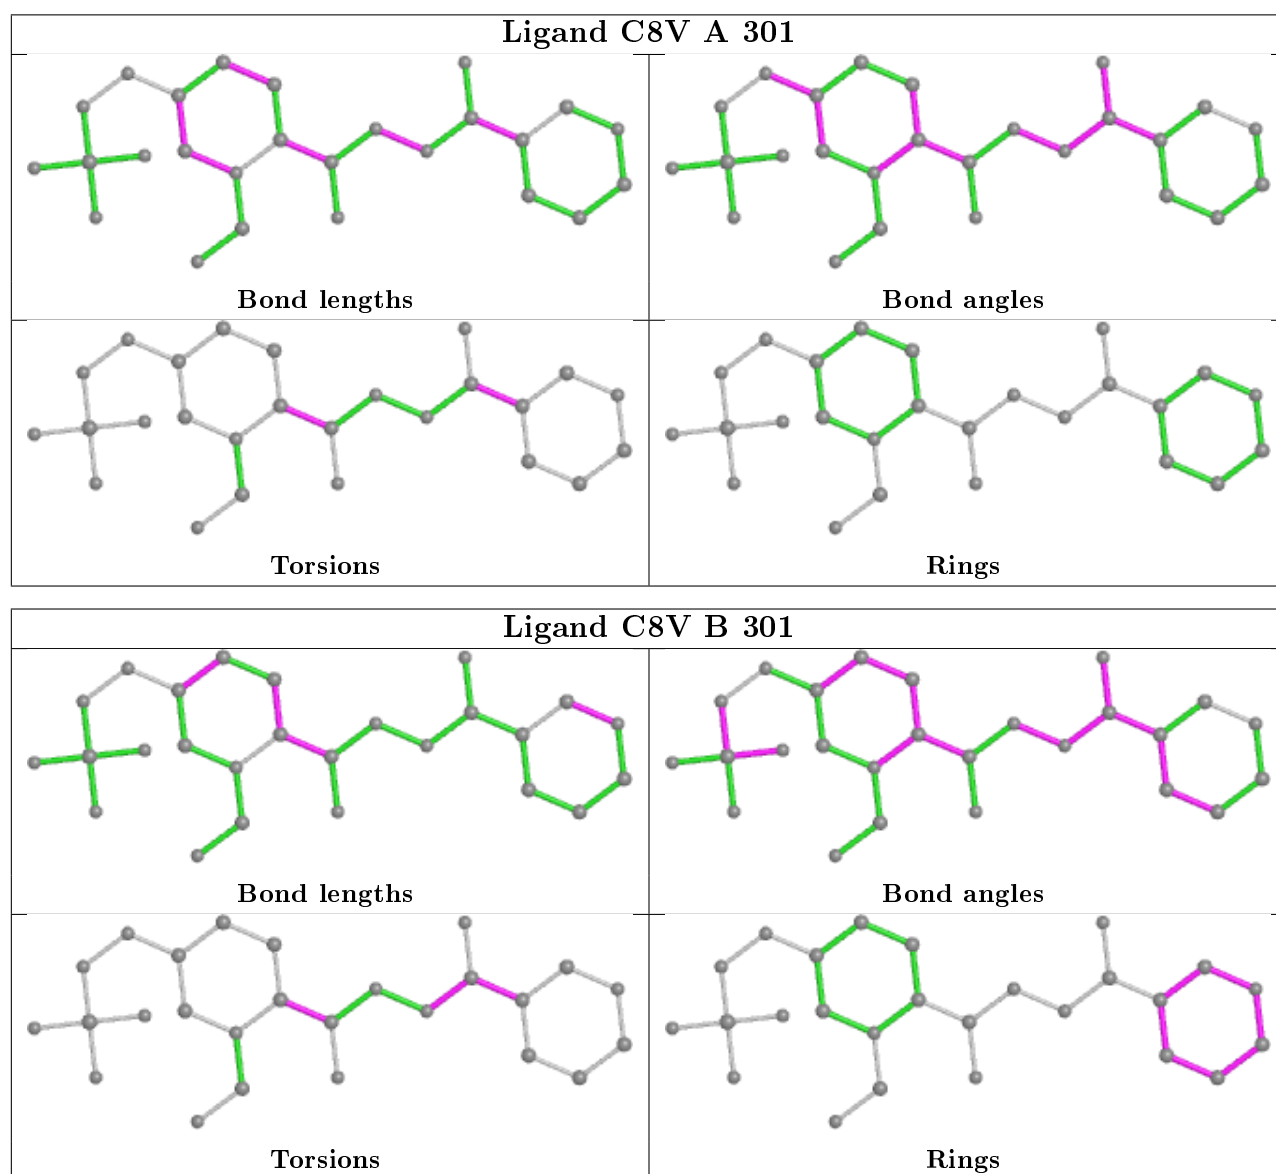 Ligand C8V A 301
Bond lengths
Bond angles
Torsions
Rings
Ligand C8V B 301
Bond lengths
Bond angles
Torsions
Rings